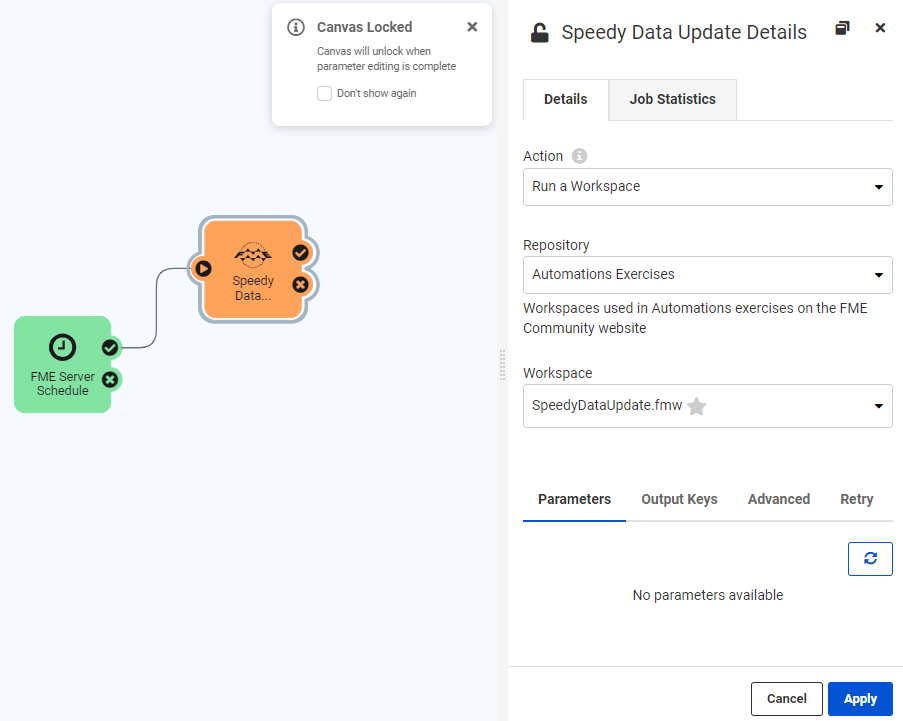 Canvas Locked
Canvas will unlock when
parameter editing is complete
Don't show again
Speedy
Data...
FME Server
Schedule
Speedy Data Update Details
Details
Job Statistics
Action
Run a Workspace
Repository
Automations Exercises
Workspaces used in Automations exercises on the FME
Community website
Workspace
SpeedyDataUpdate.fmw
Parameters
Output Keys
Advanced
Retry
No parameters available
Cancel
Apply